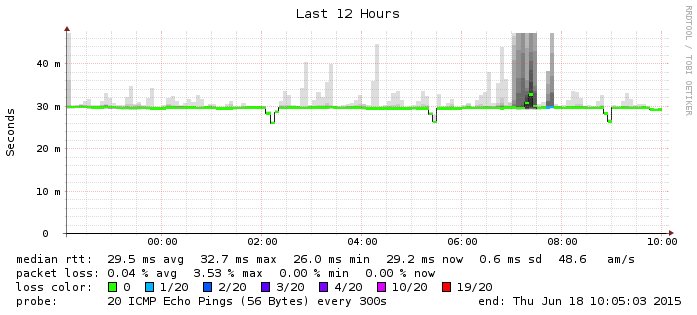 Last 12 Hours
RRDTOOL / TOBI OETIKER
Seconds
40 m
30 m
20 m
10 m
0
00:00 02:00 04:00 06:00 08:00 10:00
median rtt: 29.5 ms avg 32.7 ms max 26.0 ms min 29.2 ms now 0.6 ms sd 48.6 am/s
packet loss: 0.04 % avg 3.53 % max 0.00 % min 0.00 % now
loss color: 0 1/20 2/20 3/20 4/20 10/20 19/20
probe: 20 ICMP Echo Pings (56 Bytes) every 300s end: Thu Jun 18 10:05:03 2015